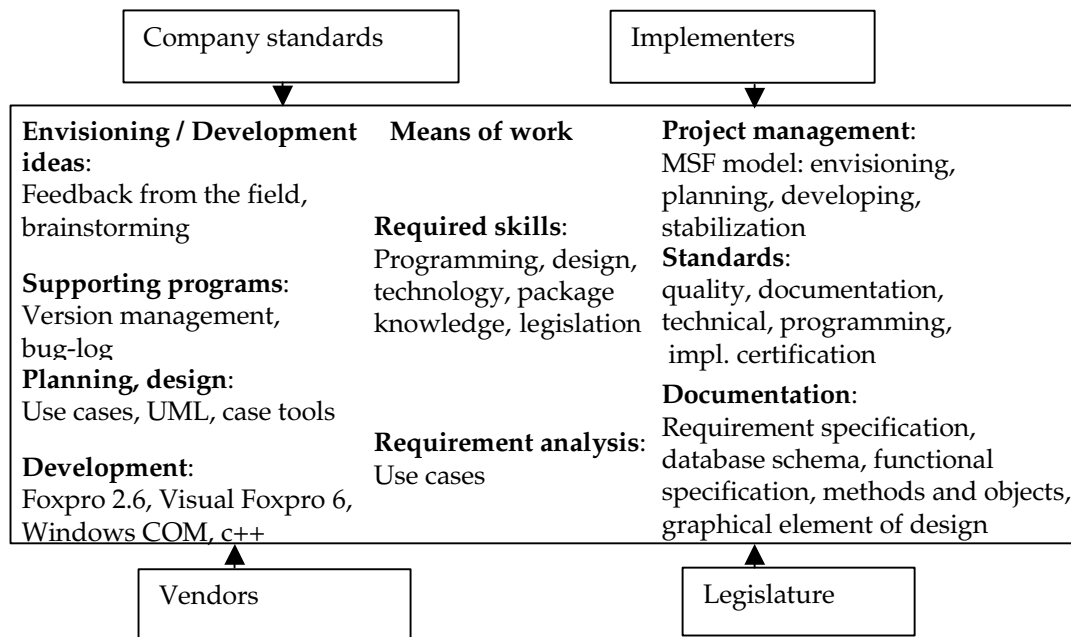 Company standards
Implementers
Envisioning / Development
ideas:
Feedback from the field,
brainstorming
Supporting programs:
Version management,
bug-log
Planning, design:
Use cases, UML, case tools
Development:
Foxpro 2.6, Visual Foxpro 6,
Windows COM, c++
Means of work
Required skills:
Programming, design,
technology, package
knowledge, legislation
Requirement analysis:
Use cases
Project management:
MSF model: envisioning,
planning, developing,
stabilization
Standards:
quality, documentation,
technical, programming,
impl. certification
Documentation:
Requirement specification,
database schema, functional
specification, methods and objects,
graphical element of design
Vendors
Legislature